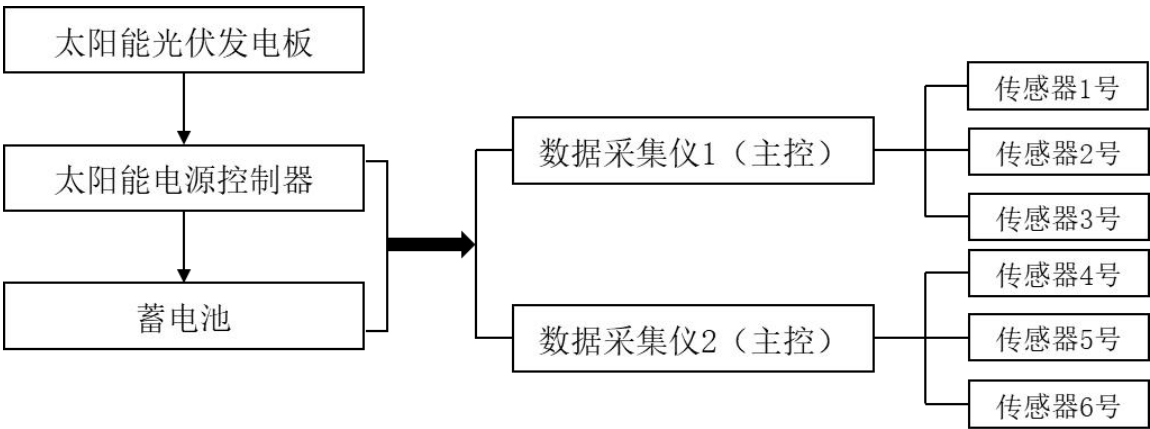 太阳能光伏发电板
太阳能电源控制器
蓄电池
数据采集仪1（主控）
数据采集仪2（主控）
传感器1号
传感器2号
传感器3号
传感器4号
传感器5号
传感器6号